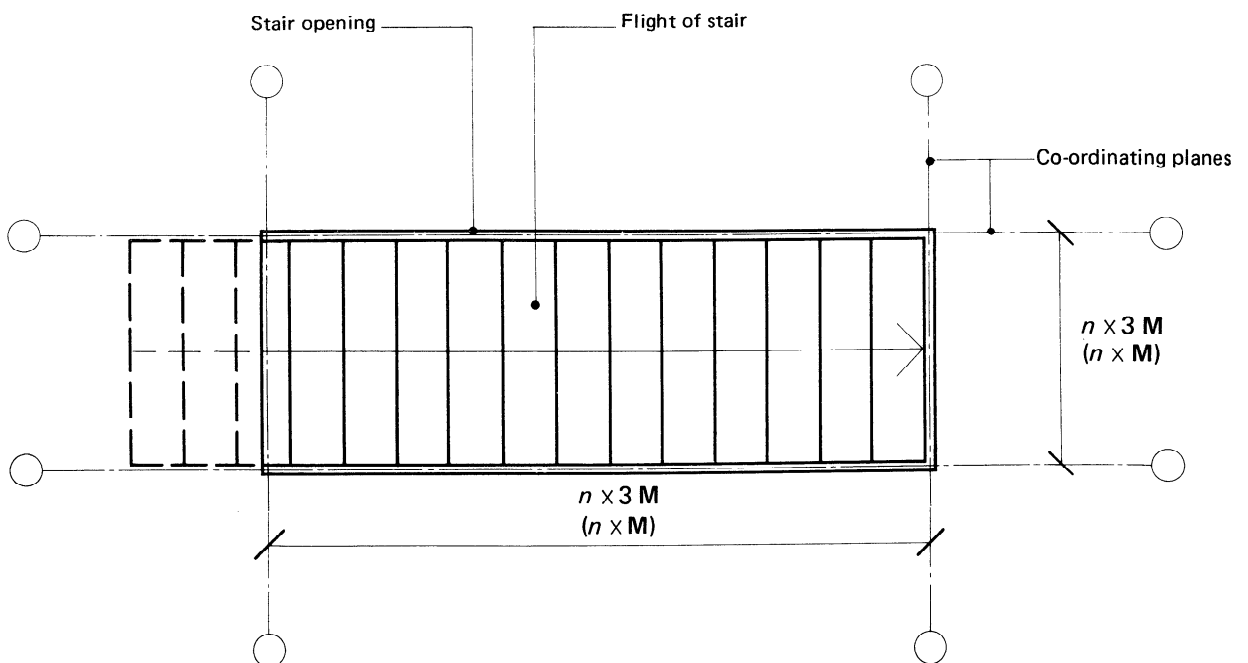 Stair opening
Flight of stair
Co-ordinating planes
n × 3 M
(n × M)
n × 3 M
(n × M)